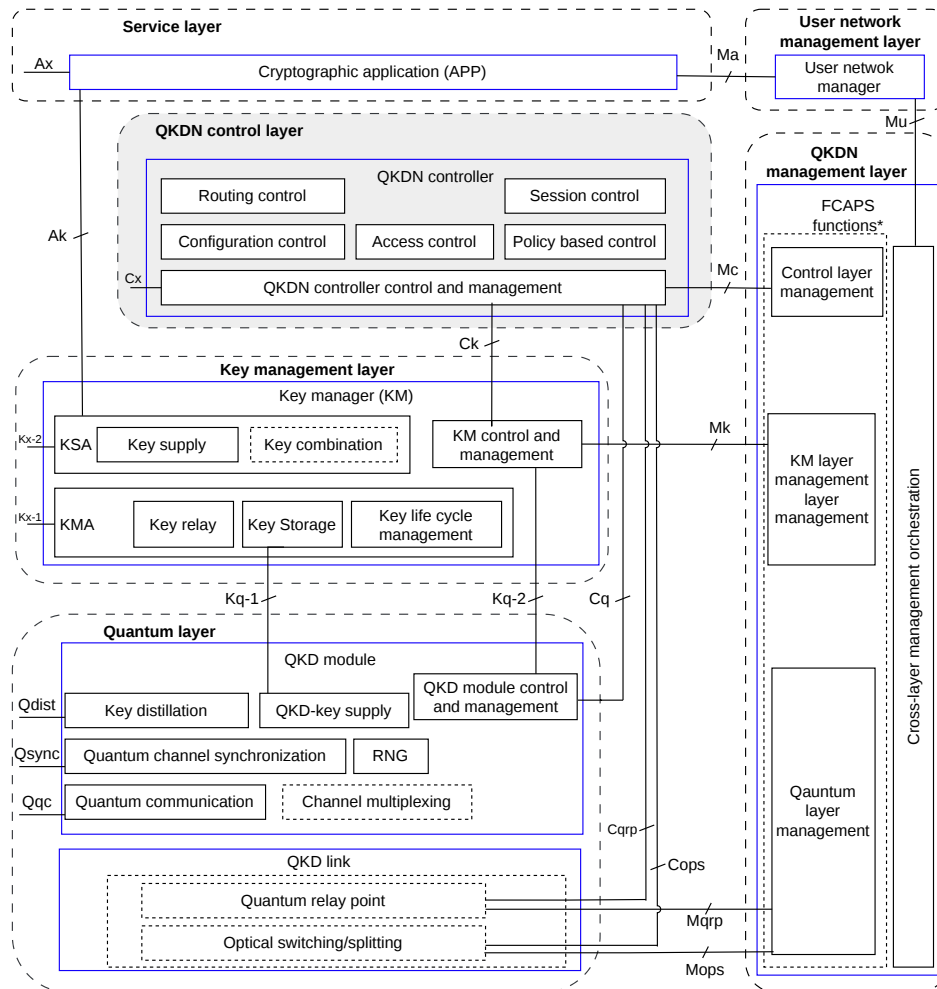 Service layer
User network
management layer
Ax
Cryptographic application (APP)
Ma
User netwok
manager
Mu
QKDN control layer
QKDN
management layer
QKDN controller
Routing control
Session control
FCAPS
functions*
Ak
Configuration control
Access control
Policy based control
Cx
QKDN controller control and management
Mc
Control layer
management
Ck
Key management layer
Key manager (KM)
Kx-2
KSA
Key supply
Key combination
KM control and
management
Mk
KM layer
management
layer
management
Kx-1
KMA
Key relay
Key Storage
Key life cycle
management
Cross-layer management orchestration
Kq-1
Kq-2
Cq
Quantum layer
QKD module
Qdist
Key distillation
QKD-key supply
QKD module control
and management
Qsync
Quantum channel synchronization
RNG
Qqc
Quantum communication
Channel multiplexing
Qauntum
layer
management
Cqrp
Cops
QKD link
Quantum relay point
Mqrp
Optical switching/splitting
Mops